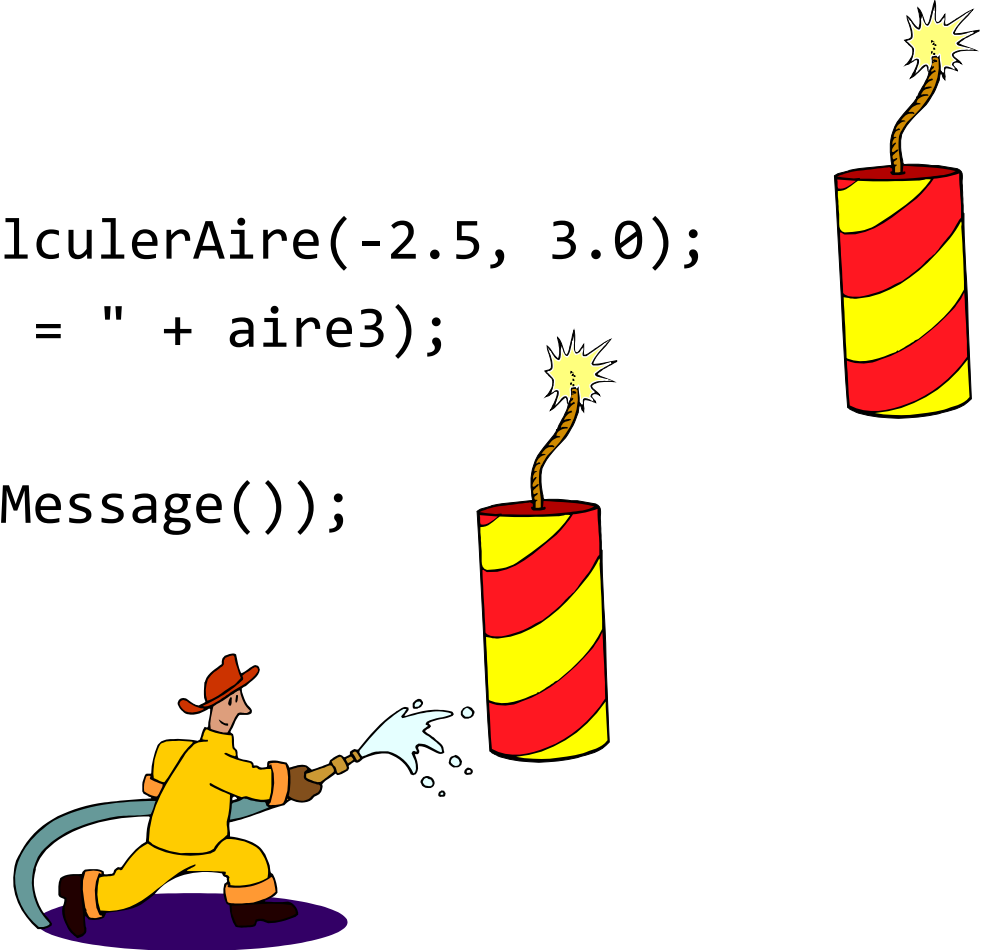 lculerAire(-2.5, 3.0);
= " + aire3);
Message());